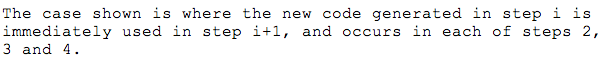 The case shown is where the new code generated in step i is
immediately used in step i+1, and occurs in each of steps 2,
3 and 4.